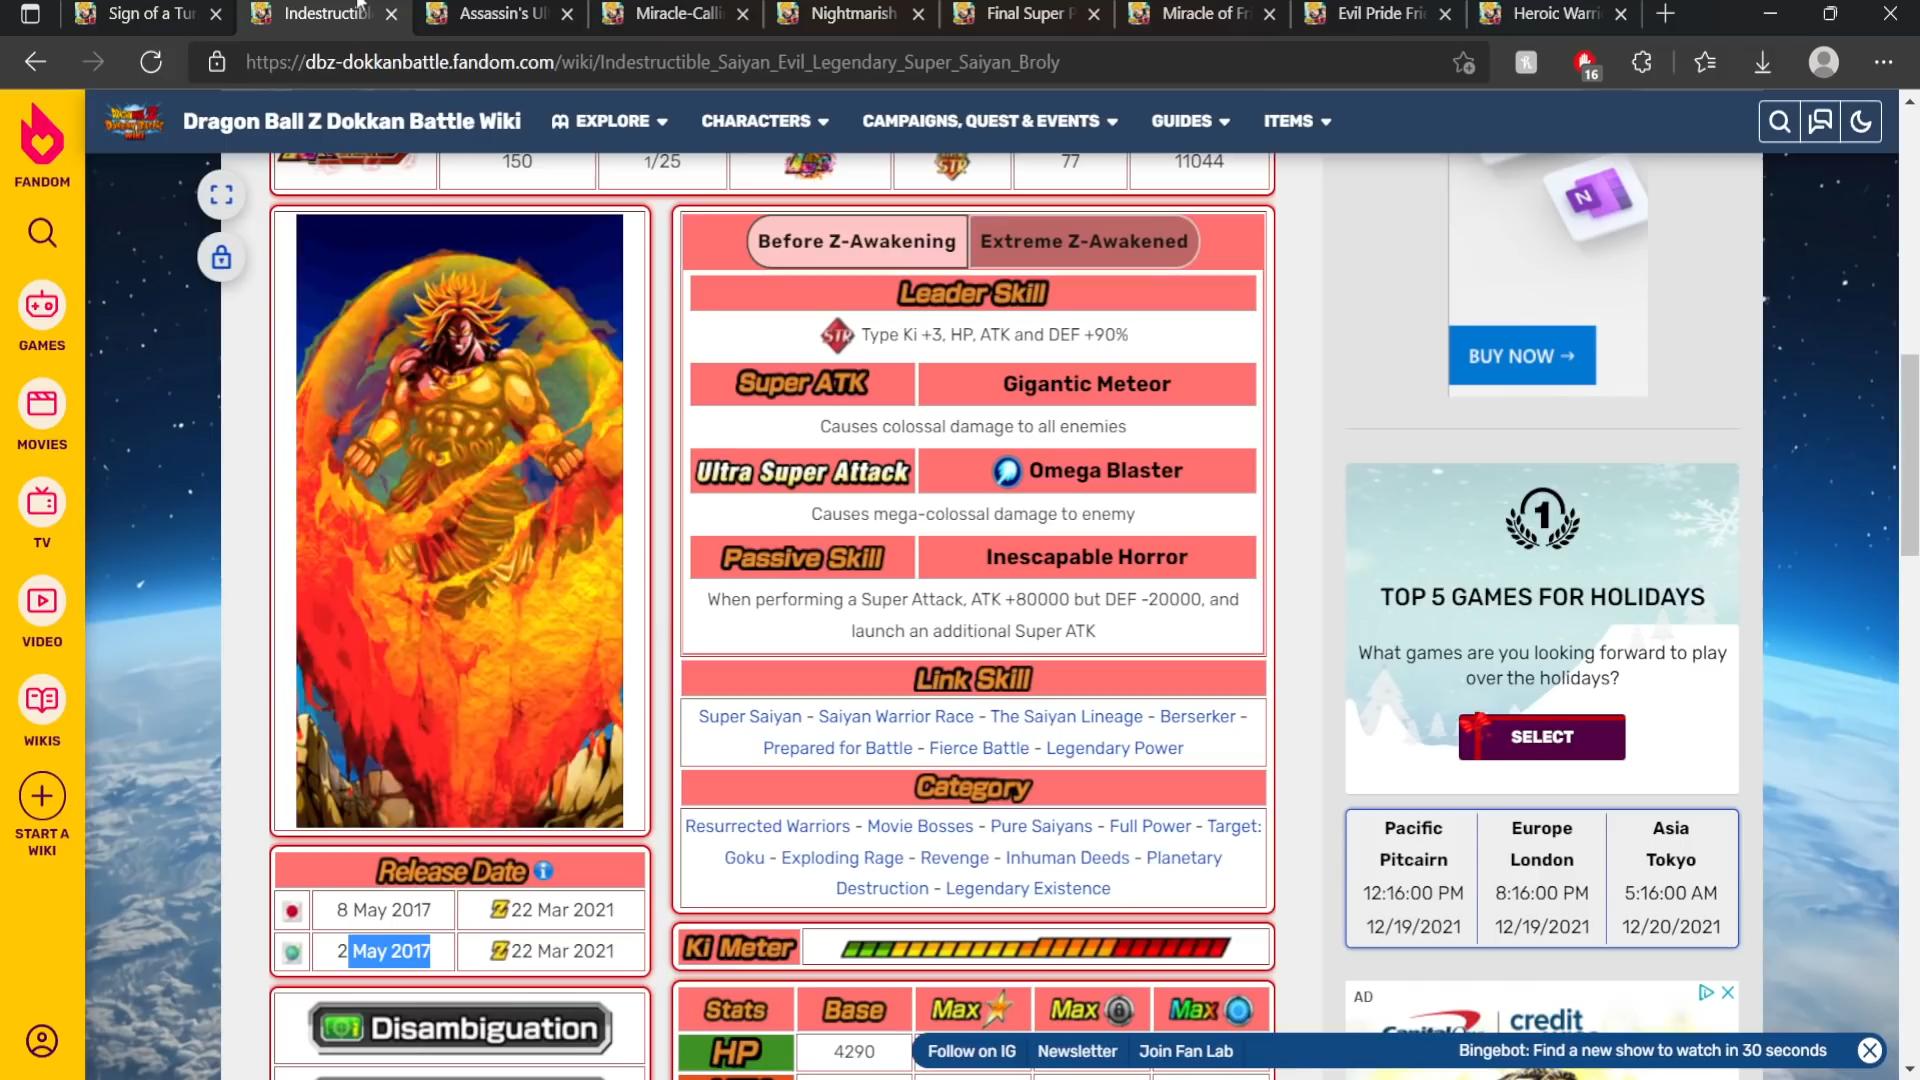 Sign of a Tur
Indestructibl
Assassin's Ul
Miracle-Calli
Nightmarish
Final Super P
Miracle of Fr
Evil Pride Fri
Heroic Warri
https://dbz-dokkanbattle.fandom.com/wiki/Indestructible_Saiyan_Evil_Legendary_Super_Saiyan_Broly
16
Dragon Ball Z Dokkan Battle Wiki
EXPLORE
CHARACTERS
CAMPAIGNS, QUEST & EVENTS
GUIDES
ITEMS
FANDOM
GAMES
MOVIES
TV
VIDEO
WIKIS
START A
WIKI
150
1/25
STR
77
11044
Before Z-Awakening
Extreme Z-Awakened
Leader Skill
STR Type Ki +3, HP, ATK and DEF +90%
Super ATK
Gigantic Meteor
Causes colossal damage to all enemies
Ultra Super Attack
Omega Blaster
Causes mega-colossal damage to enemy
Passive Skill
Inescapable Horror
When performing a Super Attack, ATK +80000 but DEF -20000, and
launch an additional Super ATK
Link Skill
Super Saiyan - Saiyan Warrior Race - The Saiyan Lineage - Berserker -
Prepared for Battle - Fierce Battle - Legendary Power
Category
Resurrected Warriors - Movie Bosses - Pure Saiyans - Full Power - Target:
Goku - Exploding Rage - Revenge - Inhuman Deeds - Planetary
Destruction - Legendary Existence
Release Date i
8 May 2017
Z 22 Mar 2021
2 May 2017
Z 22 Mar 2021
Disambiguation
Ki Meter
Stats
Base
Max
Max
Max
HP
4290
N
BUY NOW →
1
TOP 5 GAMES FOR HOLIDAYS
What games are you looking forward to play
over the holidays?
SELECT
Pacific
Pitcairn
12:16:00 PM
12/19/2021
Europe
London
8:16:00 PM
12/19/2021
Asia
Tokyo
5:16:00 AM
12/20/2021
AD
credit
Follow on IG
Newsletter
Join Fan Lab
Bingebot: Find a new show to watch in 30 seconds